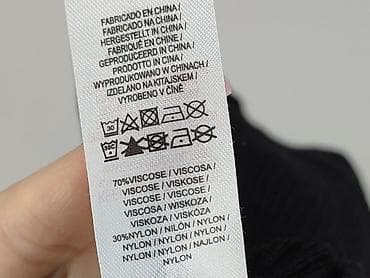 FABRICADO EN CHINA /
FABRICADO NA CHINA /
HERGESTELLT IN CHINA /
FABRIQUÉ EN CHINE /
GEPRODUCEERD IN CHINA /
PRODOTTO IN CINA /
WYPRODUKOWANO W CHINACH /
IZDELANO NA KITAJSKEM /
VYROBENO V ČÍNĚ
30
70%VISCOSE / VISCOSA /
VISCOSE / VISKOSE /
VISCOSE / VISCOSE /
VISCOSA / WISKOZA /
VISKOZA / VISKÓZA
30%NYLON / NILÓN / NYLON /
NYLON / NYLON / NYLON /
NYLON / NYLON / NAJLON /
NYLON